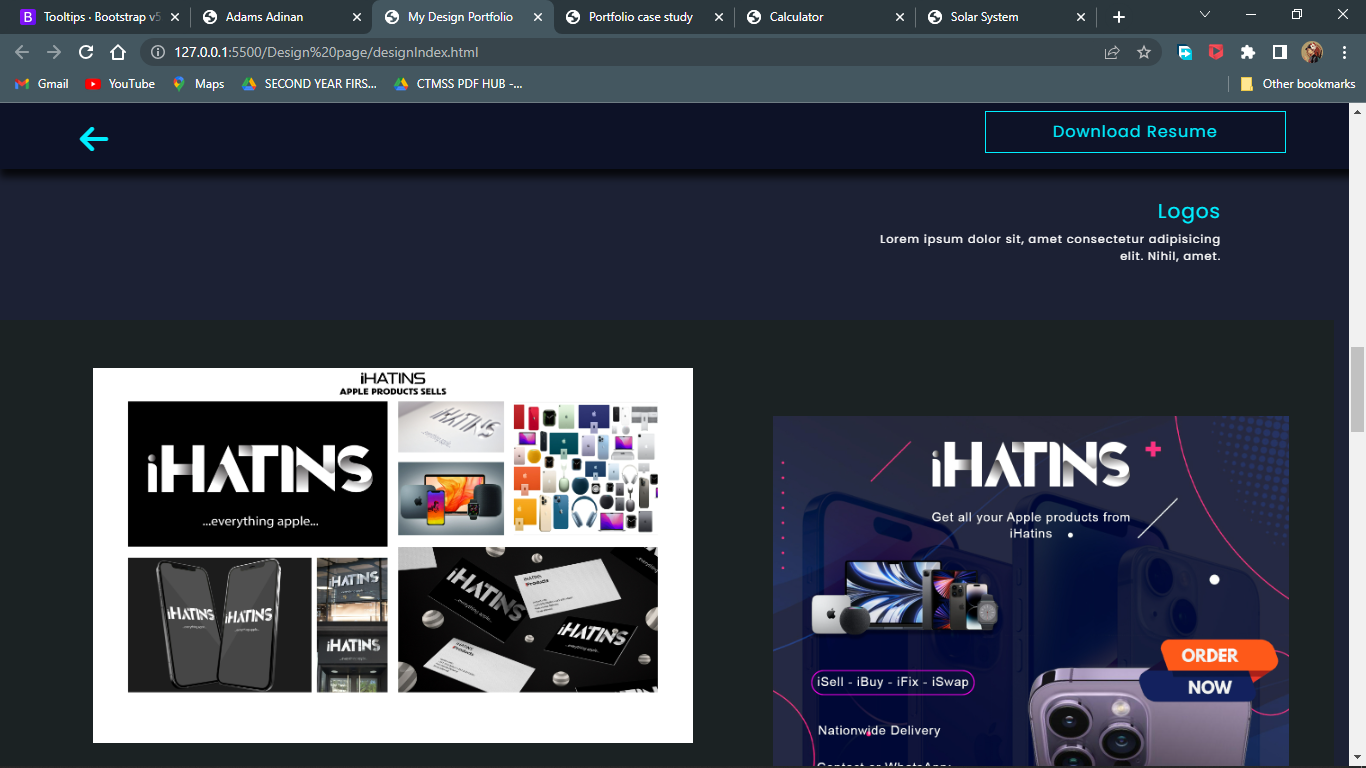 Tooltips · Bootstrap v5
Adams Adinan
My Design Portfolio
Portfolio case study
Calculator
Solar System
127.0.0.1:5500/Design%20page/designIndex.html
Gmail
YouTube
Maps
SECOND YEAR FIRS...
CTMSS PDF HUB -...
Other bookmarks
Download Resume
Logos
Lorem ipsum dolor sit, amet consectetur adipisicing
elit. Nihil, amet.
iHATINS
APPLE PRODUCTS SELLS
iHATINS
...everything apple...
iHATINS
iHATINS
iHATINS
iHATINS
iHATINS
iHATINS
iHATINS
iHATINS
Get all your Apple products from
iHatins
iSell - iBuy - iFix - iSwap
ORDER
NOW
Nationwide Delivery
Contact or WhatsApp: